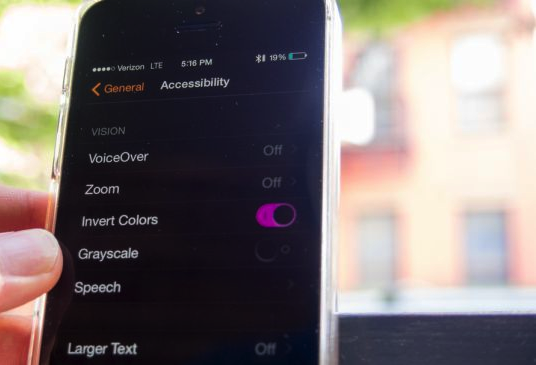 Verizon LTE 5:16 PM 19%
General Accessibility
VISION
VoiceOver Off
Zoom Off
Invert Colors
Grayscale
Speech
Larger Text Off